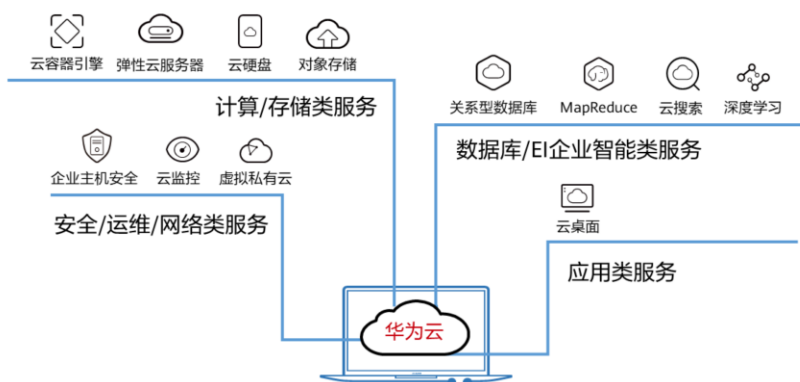 云容器引擎 弹性云服务器 云硬盘 对象存储
计算/存储类服务
关系型数据库 MapReduce 云搜索 深度学习
数据库/EI企业智能类服务
企业主机安全 云监控 虚拟私有云
安全/运维/网络类服务
云桌面
应用类服务
华为云